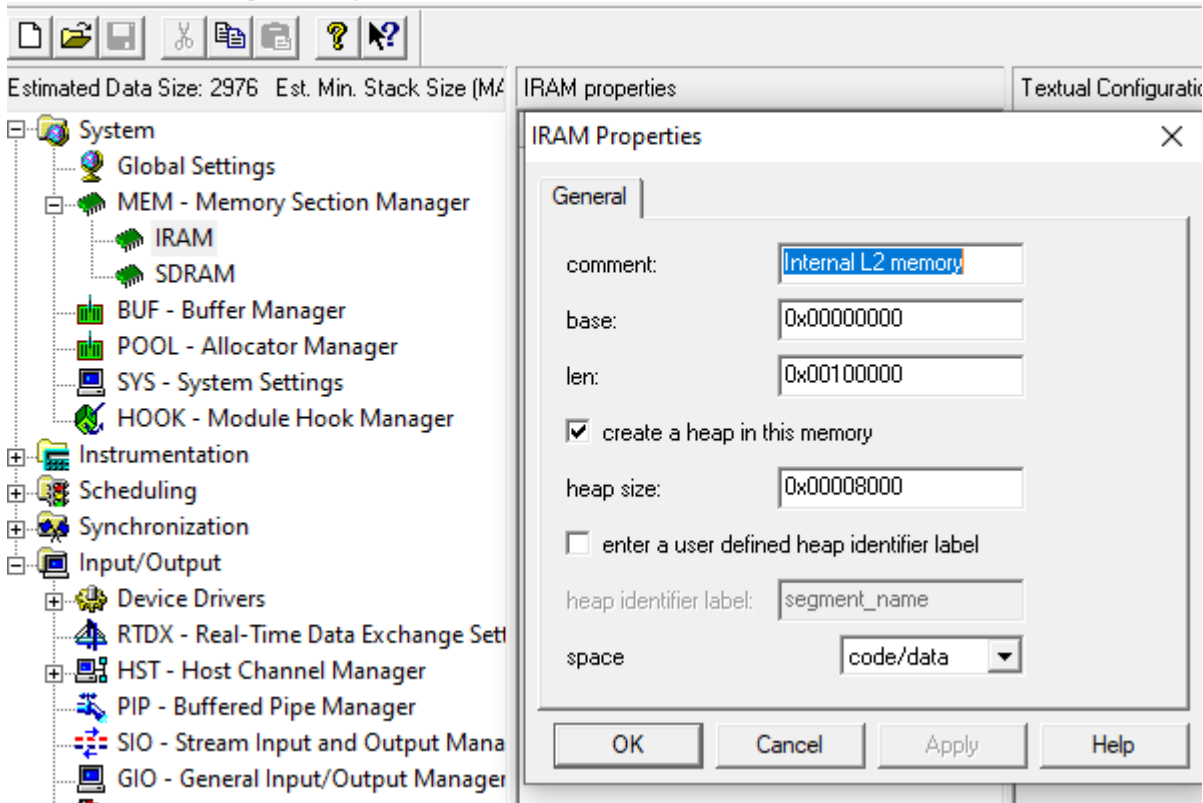 Estimated Data Size: 2976 Est. Min. Stack Size (MA
IRAM properties
Textual Configuratio
System
Global Settings
MEM - Memory Section Manager
IRAM
SDRAM
BUF - Buffer Manager
POOL - Allocator Manager
SYS - System Settings
HOOK - Module Hook Manager
Instrumentation
Scheduling
Synchronization
Input/Output
Device Drivers
RTDX - Real-Time Data Exchange Sett
HST - Host Channel Manager
PIP - Buffered Pipe Manager
SIO - Stream Input and Output Mana
GIO - General Input/Output Manager
IRAM Properties
General
comment: Internal L2 memory
base: 0x00000000
len: 0x00100000
create a heap in this memory
heap size: 0x00008000
enter a user defined heap identifier label
heap identifier label: segment_name
space code/data
OK Cancel Apply Help